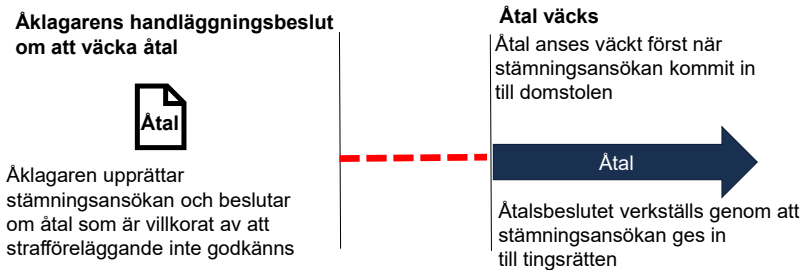 Åklagarens handläggningsbeslut
om att väcka åtal
Åtal
Åklagaren upprättar
stämningsansökan och beslutar
om åtal som är villkorat av att
strafföreläggande inte godkänns
Åtal väcks
Åtal anses väckt först när
stämningsansökan kommit in
till domstolen
Åtal
Åtalsbeslutet verkställs genom att
stämningsansökan ges in
till tingsrätten